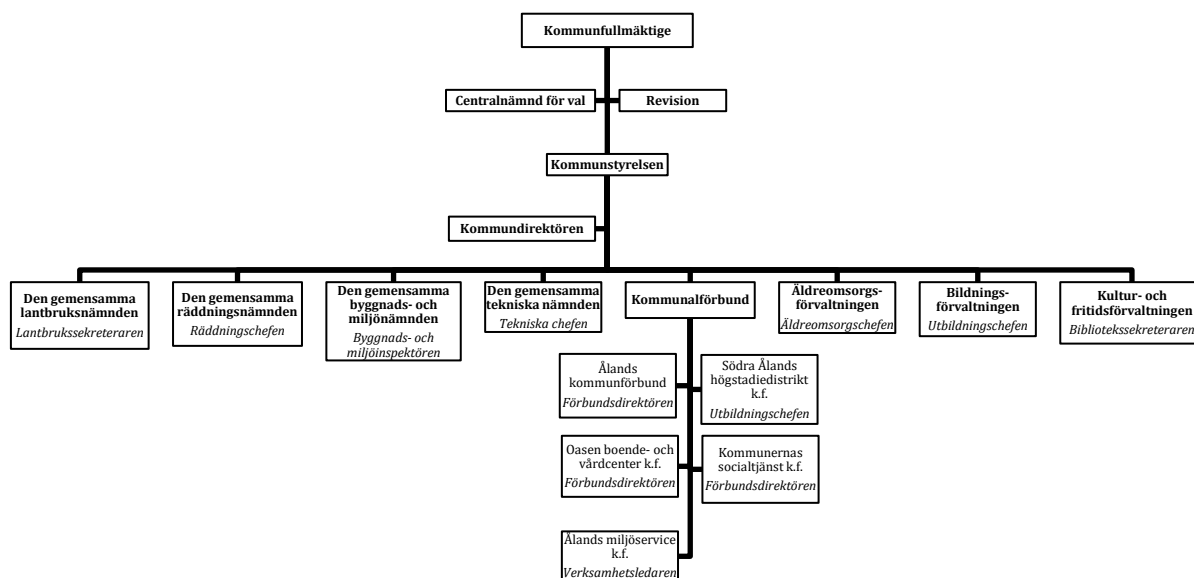 Kommunfullmäktige
Centralnämnd för val
Revision
Kommunstyrelsen
Kommundirektören
Den gemensamma
lantbruksnämnden
Lantbrukssekreteraren
Den gemensamma
räddningsnämnden
Räddningschefen
Den gemensamma
byggnads- och
miljönämnden
Byggnads- och
miljöinspektören
Den gemensamma
tekniska nämnden
Tekniska chefen
Kommunalförbund
Äldreomsorgs-
förvaltningen
Äldreomsorgschefen
Bildnings-
förvaltningen
Utbildningschefen
Kultur- och
fritidsförvaltningen
Bibliotekssekreteraren
Ålands
kommunförbund
Förbundsdirektören
Södra Ålands
högstadiedistrikt
k.f.
Utbildningschefen
Oasen boende- och
vårdcenter k.f.
Förbundsdirektören
Kommunernas
socialtjänst k.f.
Förbundsdirektören
Ålands miljöservice
k.f.
Verksamhetsledaren